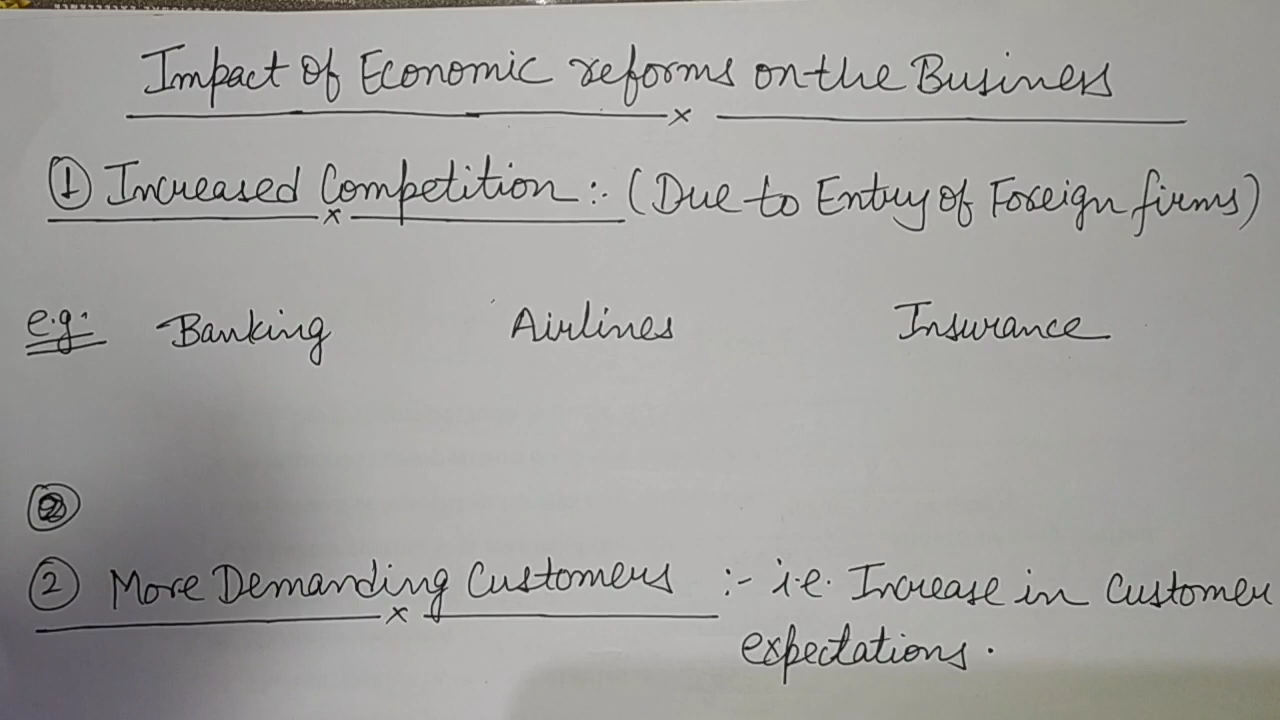 Impact of Economic reforms on the Business
① Increased Competition :- (Due to Entry of Foreign firms)
e.g:- Banking Airlines Insurance
②
② More Demanding Customers :- i.e. Increase in Customer
expectations.